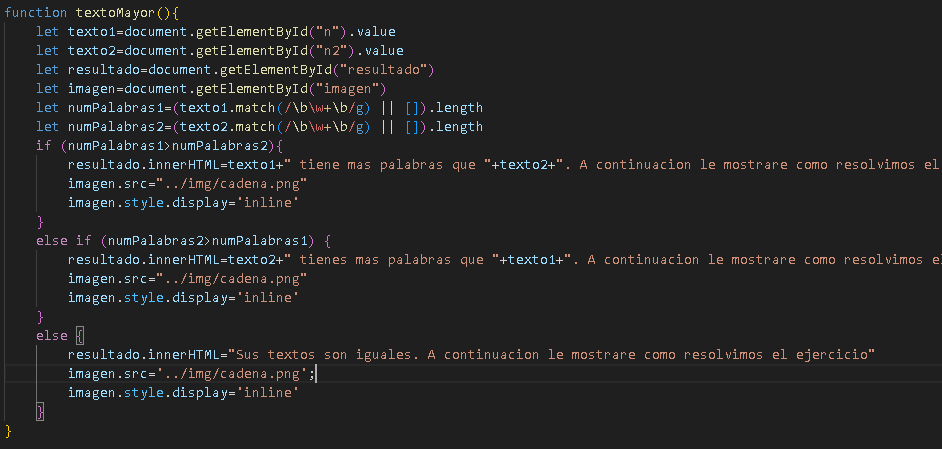 function textoMayor(){
let texto1=document.getElementById("n").value
let texto2=document.getElementById("n2").value
let resultado=document.getElementById("resultado")
let imagen=document.getElementById("imagen")
let numPalabras1=(texto1.match(/\b\w+\b/g) || []).length
let numPalabras2=(texto2.match(/\b\w+\b/g) || []).length
if (numPalabras1>numPalabras2){
resultado.innerHTML=texto1+" tiene mas palabras que "+texto2+". A continuacion le mostrare como resolvimos el
imagen.src="../img/cadena.png"
imagen.style.display='inline'
}
else if (numPalabras2>numPalabras1) {
resultado.innerHTML=texto2+" tienes mas palabras que "+texto1+". A continuacion le mostrare como resolvimos el
imagen.src="../img/cadena.png"
imagen.style.display='inline'
}
else {
resultado.innerHTML="Sus textos son iguales. A continuacion le mostrare como resolvimos el ejercicio"
imagen.src='../img/cadena.png';
imagen.style.display='inline'
}
}